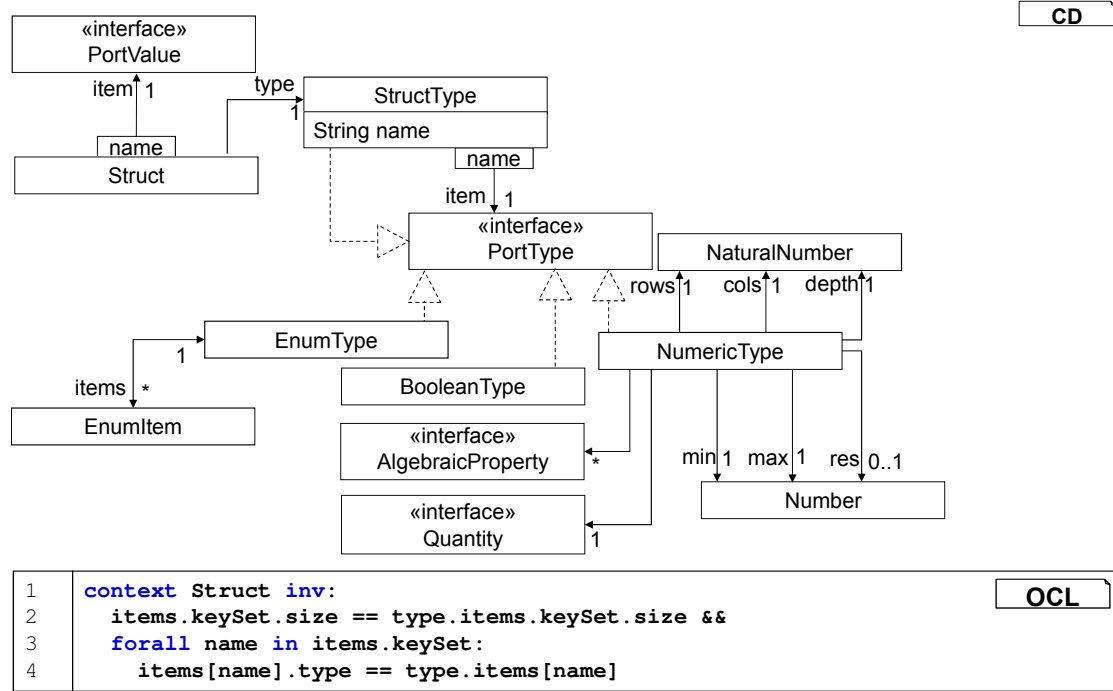 CD
«interface»
PortValue
item 1
name
Struct
type
1
StructType
String name
name
item 1
«interface»
PortType
NaturalNumber
rows 1 cols 1 depth 1
EnumType
1
NumericType
items *
EnumItem
BooleanType
«interface»
AlgebraicProperty
*
min 1 max 1 res 0..1
Number
«interface»
Quantity
1
OCL
1 context Struct inv:
2 items.keySet.size == type.items.keySet.size &&
3 forall name in items.keySet:
4 items[name].type == type.items[name]